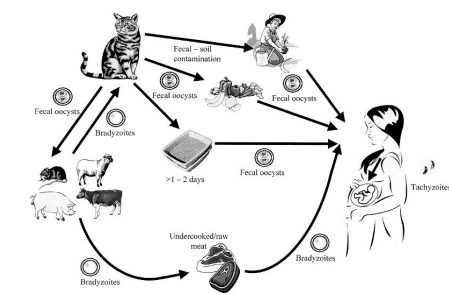 Fecal – soil
contamination
Fecal oocysts
Fecal oocysts
Fecal oocysts
Bradyzoites
>1 – 2 days
Fecal oocysts
Tachyzoites
Undercooked/raw
meat
Bradyzoites
Bradyzoites